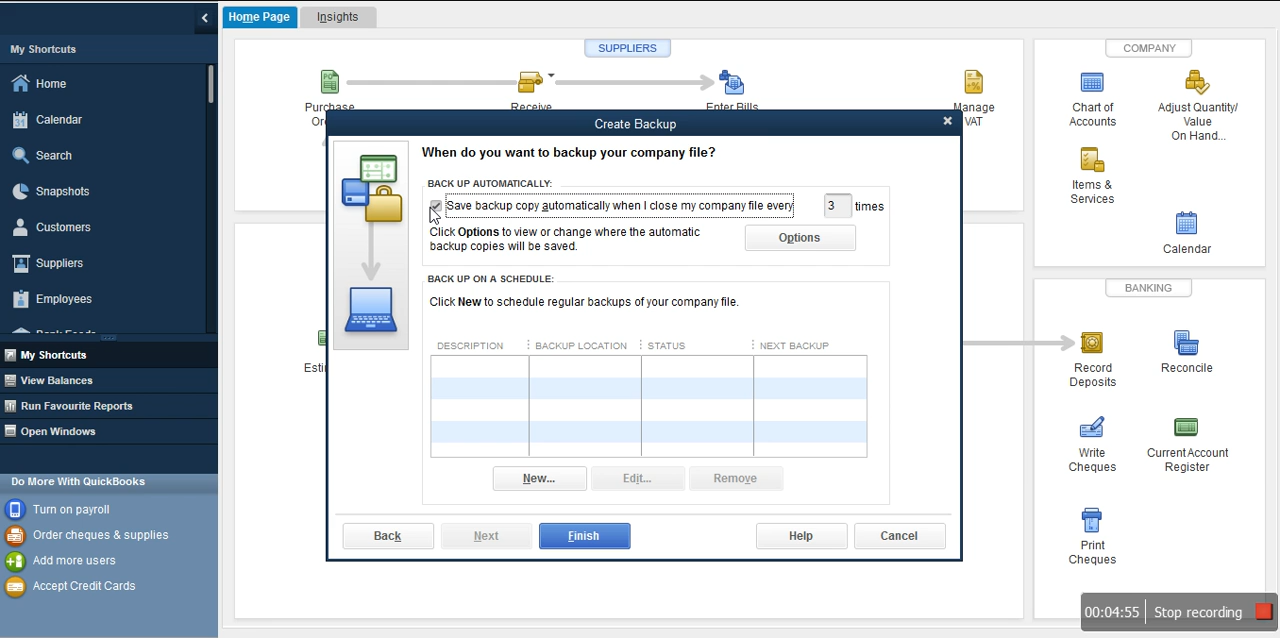 Home Page
Insights
My Shortcuts
Home
Calendar
Search
Snapshots
Customers
Suppliers
Employees
My Shortcuts
View Balances
Run Favourite Reports
Open Windows
Do More With QuickBooks
Turn on payroll
Order cheques & supplies
Add more users
Accept Credit Cards
SUPPLIERS
Purchase
Receive
Enter Bills
Manage
VAT
COMPANY
Chart of
Accounts
Adjust Quantity/
Value
On Hand...
Items &
Services
Calendar
BANKING
Record
Deposits
Reconcile
Write
Cheques
Current Account
Register
Print
Cheques
Create Backup
When do you want to backup your company file?
BACK UP AUTOMATICALLY:
Save backup copy automatically when I close my company file every 3 times
Click Options to view or change where the automatic
backup copies will be saved.
Options
BACK UP ON A SCHEDULE:
Click New to schedule regular backups of your company file.
DESCRIPTION BACKUP LOCATION STATUS NEXT BACKUP
New... Edit... Remove
Back Next Finish Help Cancel
00:04:55 Stop recording